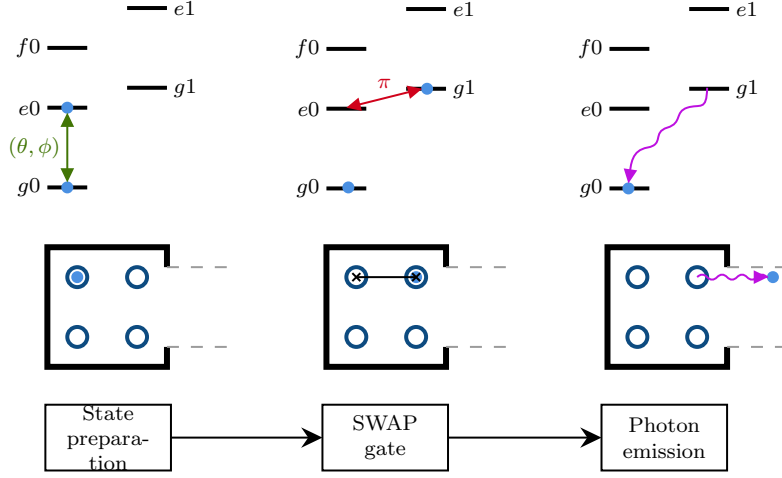 e1
e1
e1
f0
f0
f0
g1
π
g1
g1
e0
e0
e0
(θ, ϕ)
g0
g0
g0
State
prepara-
tion
SWAP
gate
Photon
emission